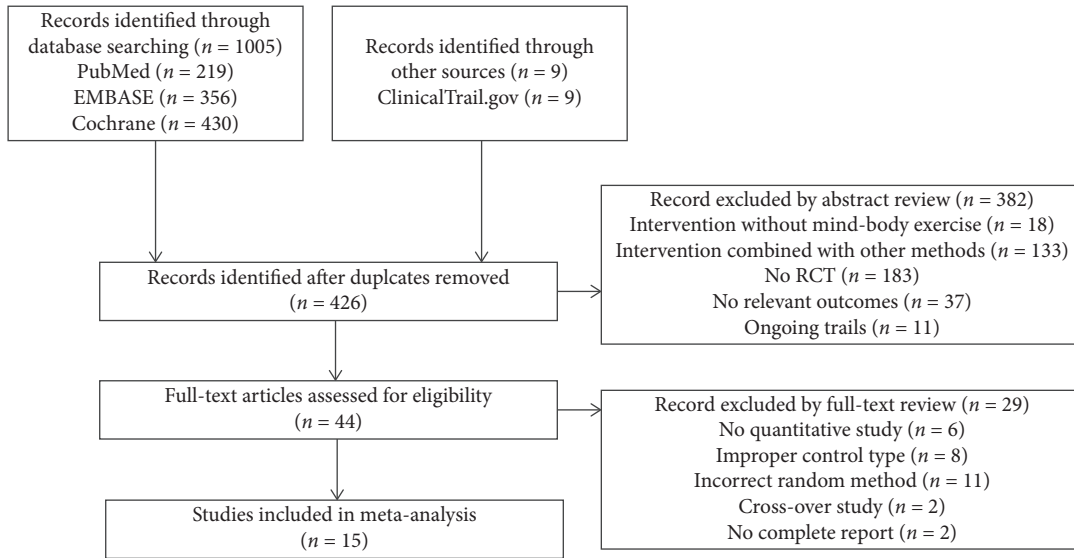 Records identified through
database searching (n = 1005)
PubMed (n = 219)
EMBASE (n = 356)
Cochrane (n = 430)
Records identified through
other sources (n = 9)
ClinicalTrail.gov (n = 9)
Record excluded by abstract review (n = 382)
Intervention without mind-body exercise (n = 18)
Intervention combined with other methods (n = 133)
No RCT (n = 183)
No relevant outcomes (n = 37)
Ongoing trails (n = 11)
Records identified after duplcates removed
(n = 426)
Full-text articles assessed for eligibility
(n = 44)
Record excluded by full-text review (n = 29)
No quantitative study (n = 6)
Improper control type (n = 8)
Incorrect random method (n = 11)
Cross-over study (n = 2)
No complete report (n = 2)
Studies included in meta-analysis
(n = 15)